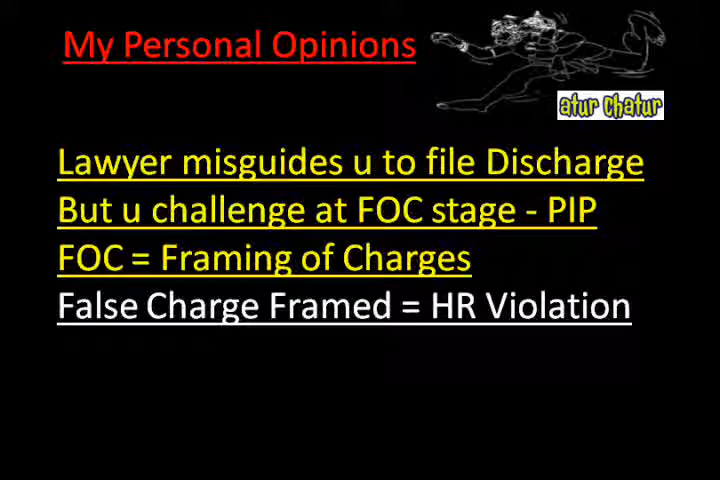 My Personal Opinions
atur chatur
Lawyer misguides u to file Discharge
But u challenge at FOC stage - PIP
FOC = Framing of Charges
False Charge Framed = HR Violation